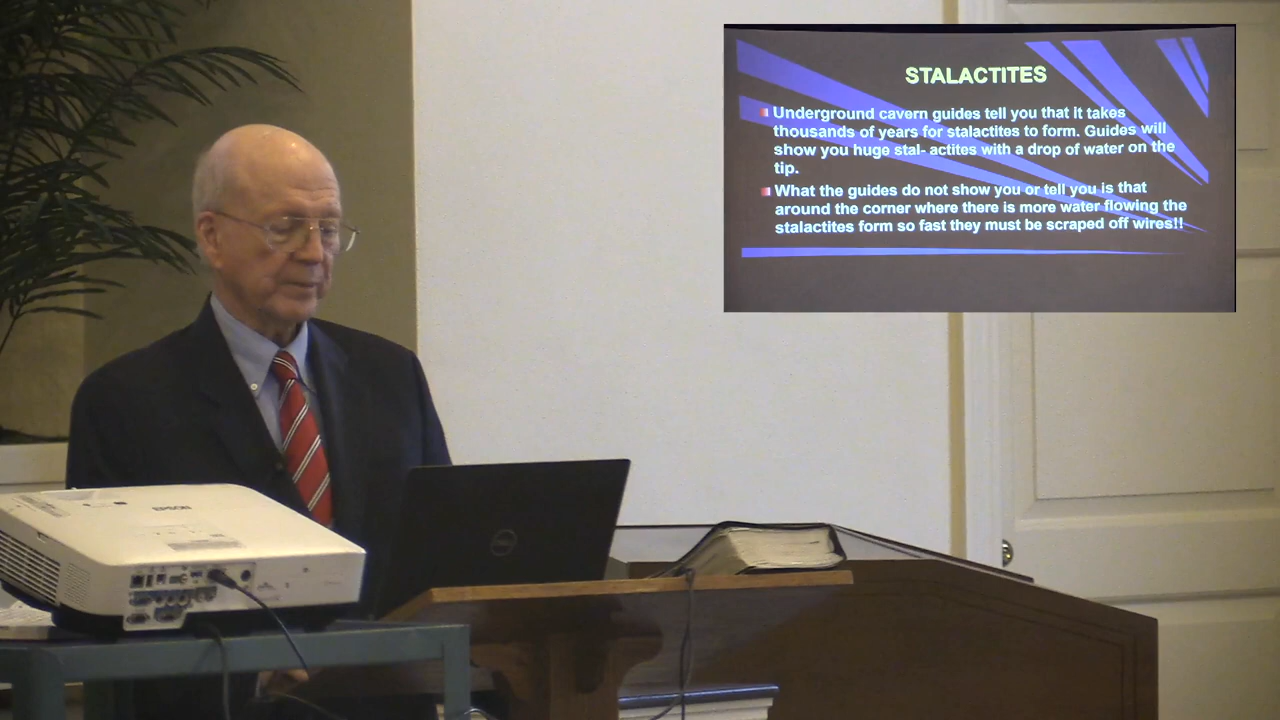 STALACTITES
Underground cavern guides tell you that it takes
thousands of years for stalactites to form. Guides will
show you huge stal- actites with a drop of water on the
tip.
What the guides do not show you or tell you is that
around the corner where there is more water flowing the
stalactites form so fast they must be scraped off wires!!
EPSON
DELL